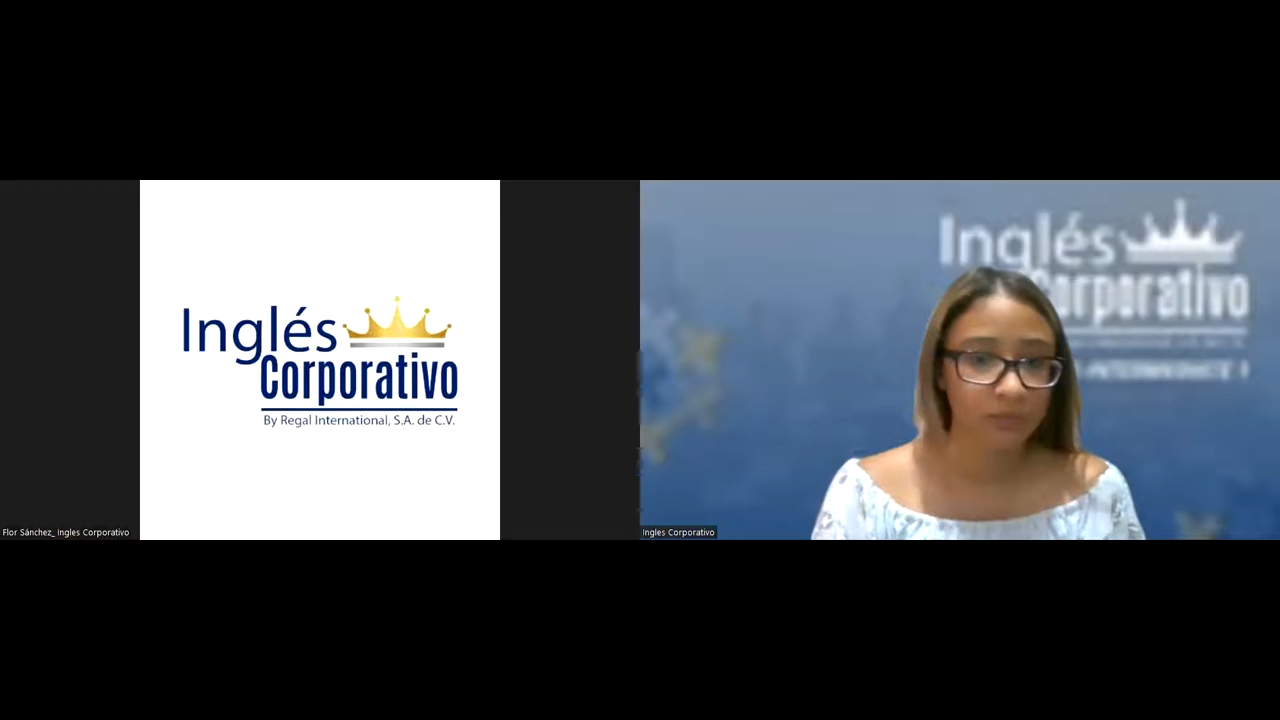 Inglés
Corporativo
By Regal International, S.A. de C.V.
Flor Sánchez_ Ingles Corporativo
Inglés
Corporativo
Ingles Corporativo